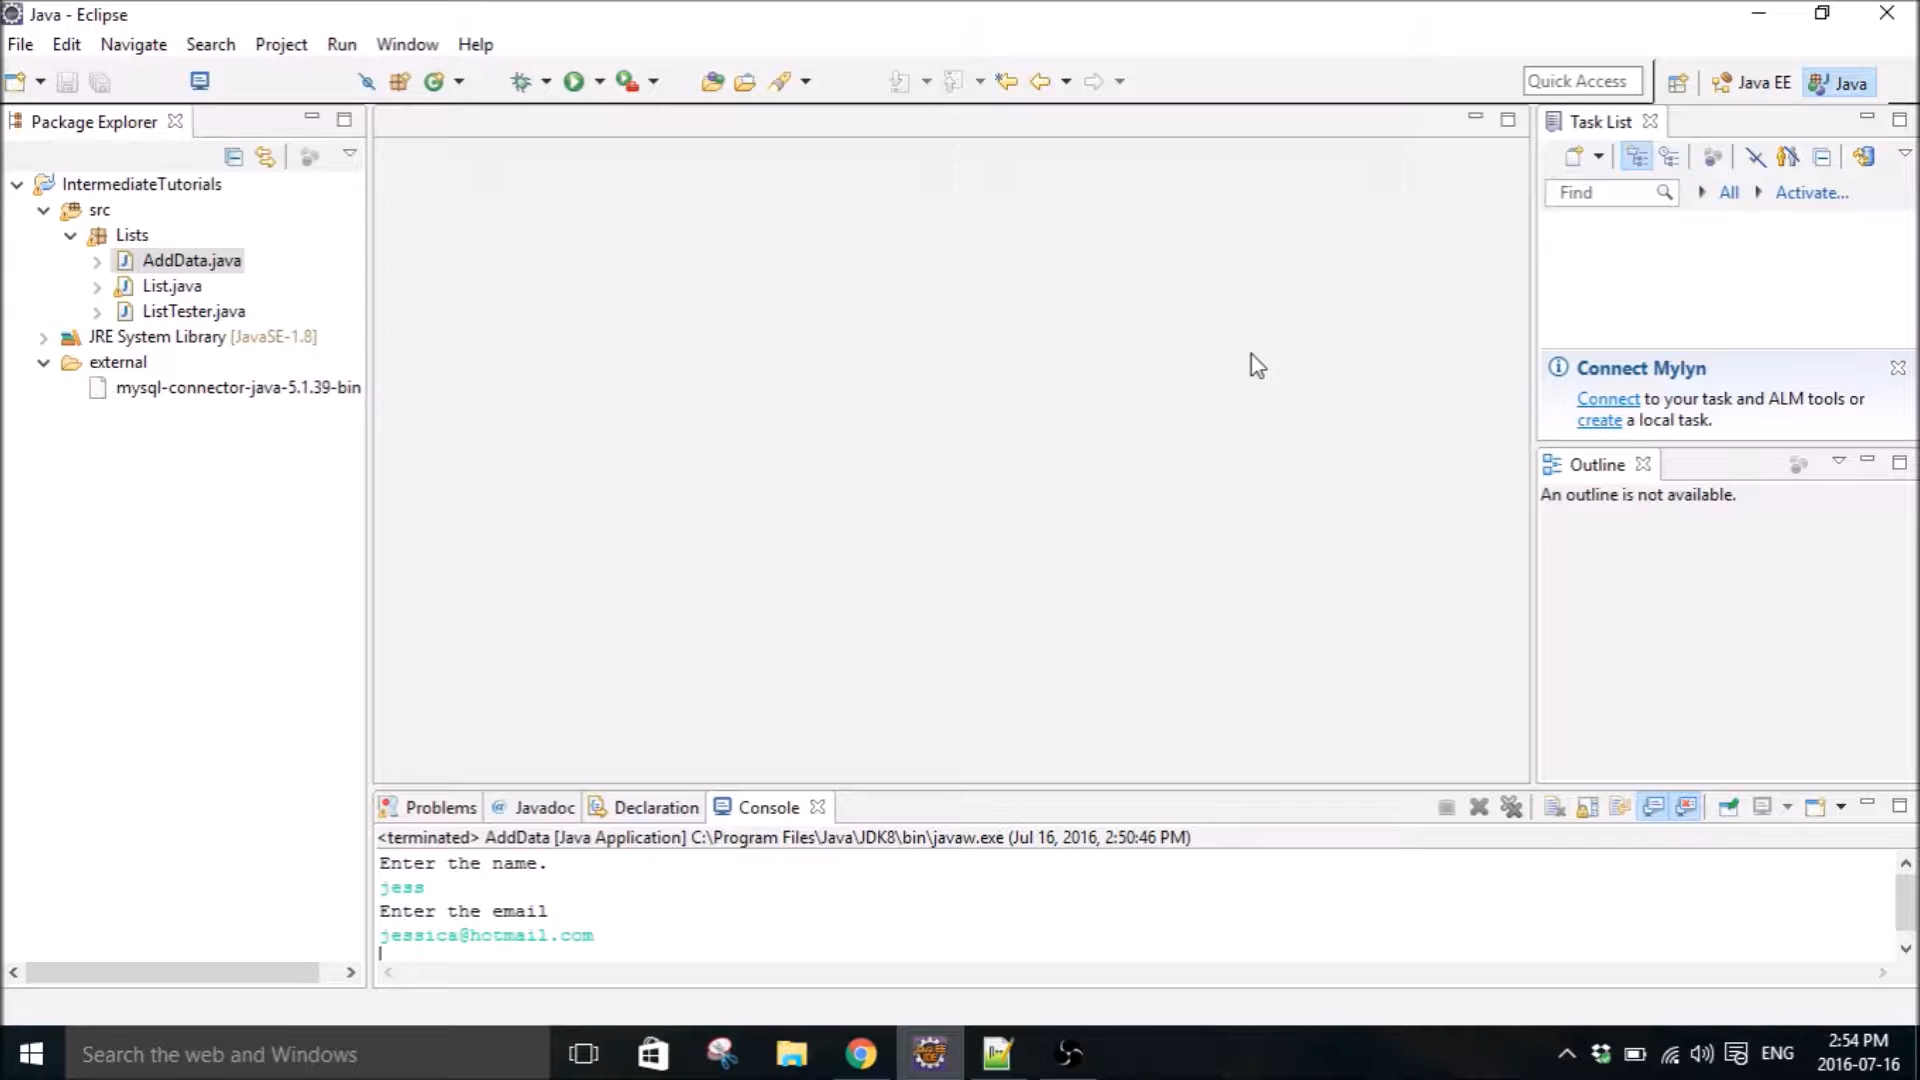 Java - Eclipse
File Edit Navigate Search Project Run Window Help
Quick Access
Java EE
Java
Package Explorer
IntermediateTutorials
src
Lists
AddData.java
List.java
ListTester.java
JRE System Library [JavaSE-1.8]
external
mysql-connector-java-5.1.39-bin
Task List
Find
All
Activate...
Connect Mylyn
Connect to your task and ALM tools or
create a local task.
Outline
An outline is not available.
Problems
@ Javadoc
Declaration
Console
<terminated> AddData [Java Application] C:\Program Files\Java\JDK8\bin\javaw.exe (Jul 16, 2016, 2:50:46 PM)
Enter the name.
jess
Enter the email
jessica@hotmail.com
Search the web and Windows
ENG
2:54 PM
2016-07-16